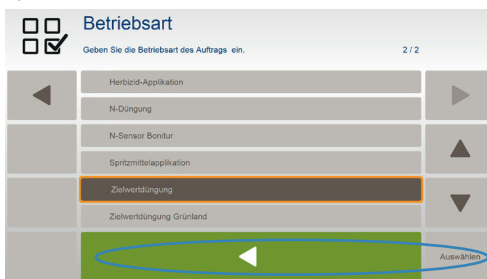 Betriebsart
Geben Sie die Betriebsart des Auftrags ein.
2 / 2
Herbizid-Applikation
N-Düngung
N-Sensor Bonitur
Spritzmittelapplikation
Zielwertdüngung
Zielwertdüngung Grünland
Auswählen